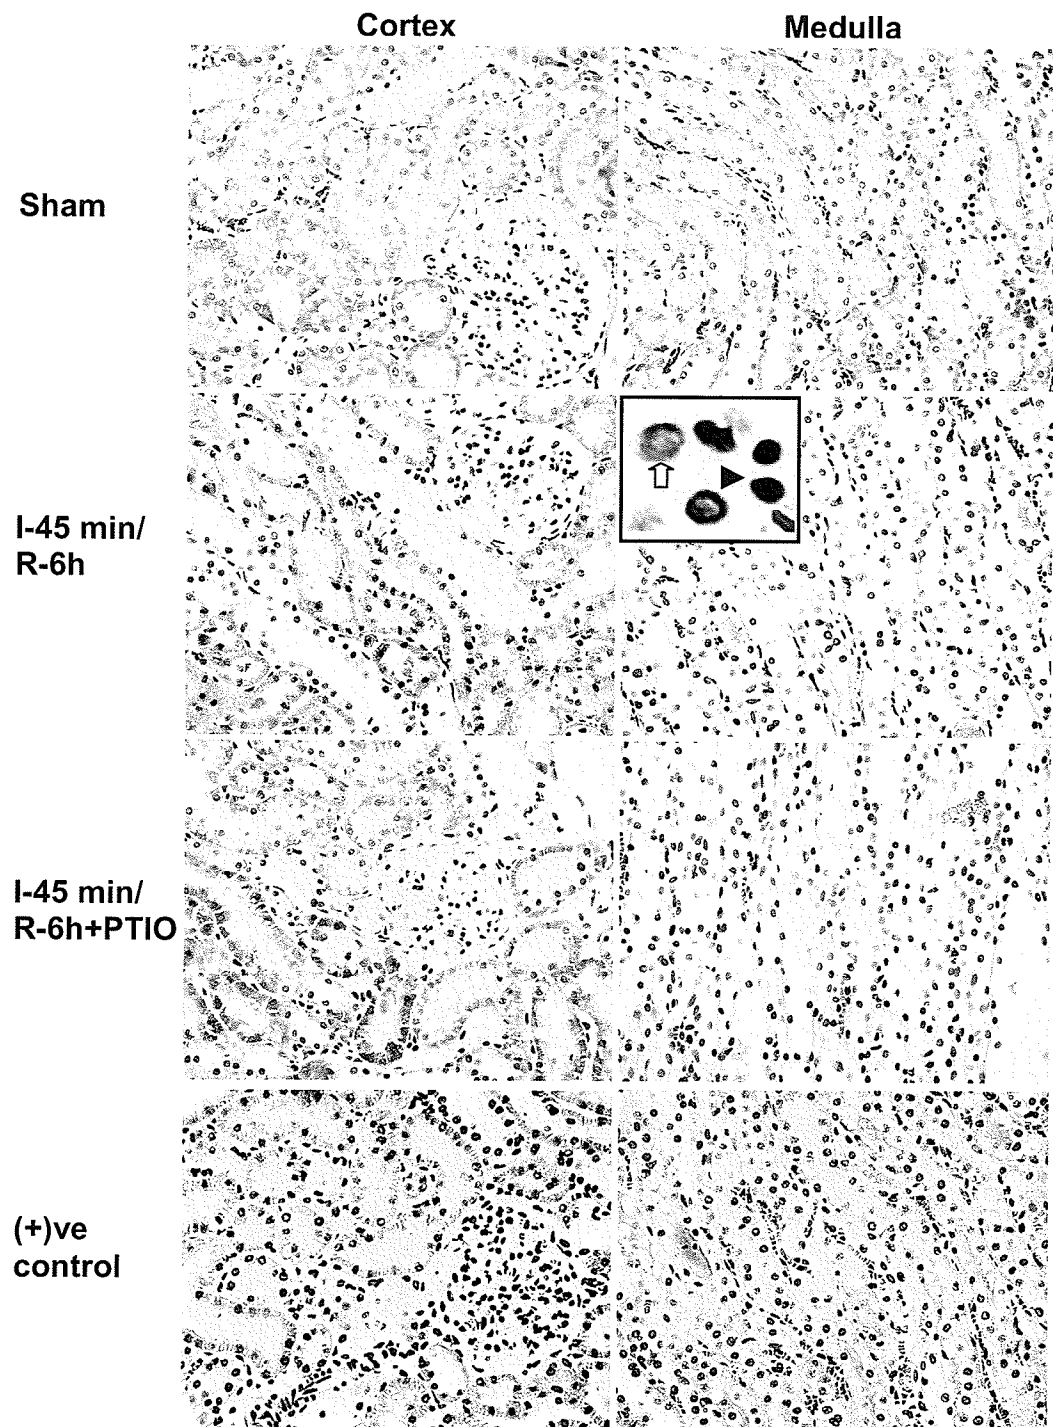 Cortex
Medulla
Sham
I-45 min/
R-6h
I-45 min/
R-6h+PTIO
(+)ve
control